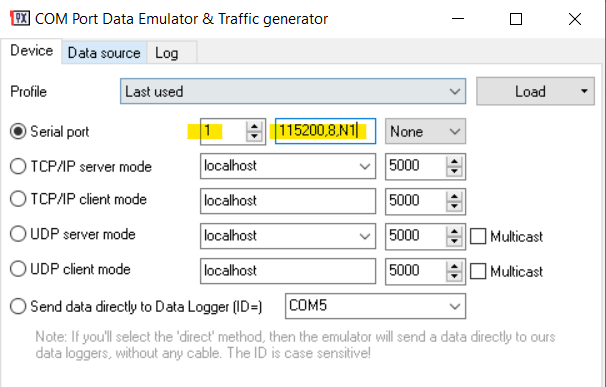 COM Port Data Emulator & Traffic generator
Device Data source Log
Profile Last used Load
Serial port 1 115200,8,N1 None
TCP/IP server mode localhost 5000
TCP/IP client mode localhost 5000
UDP server mode localhost 5000 Multicast
UDP client mode localhost 5000 Multicast
Send data directly to Data Logger (ID=) COM5
Note: If you'll select the 'direct' method, then the emulator will send a data directly to ours
data loggers, without any cable. The ID is case sensitive!